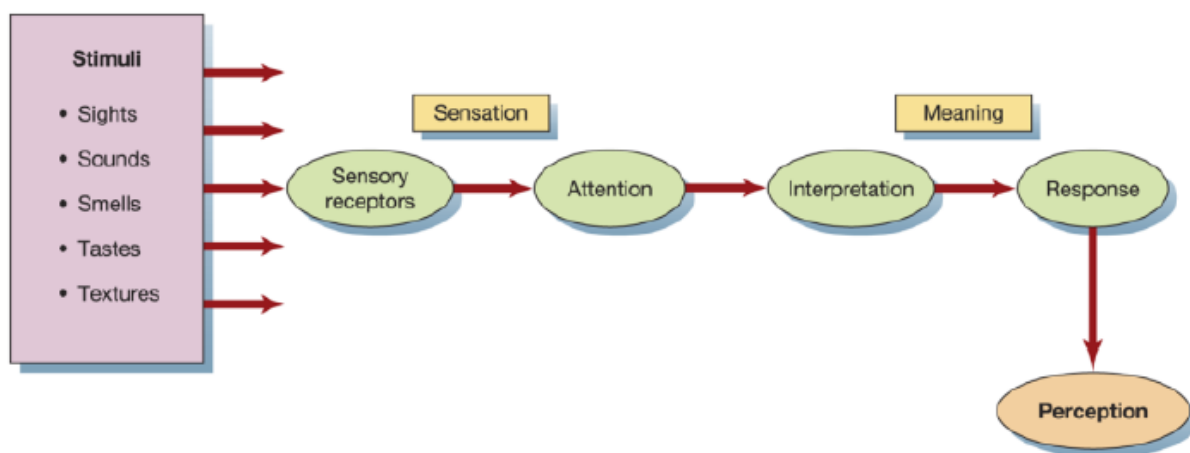 Stimuli
• Sights
• Sounds
• Smells
• Tastes
• Textures
Sensation
Meaning
Sensory
receptors
Attention
Interpretation
Response
Perception